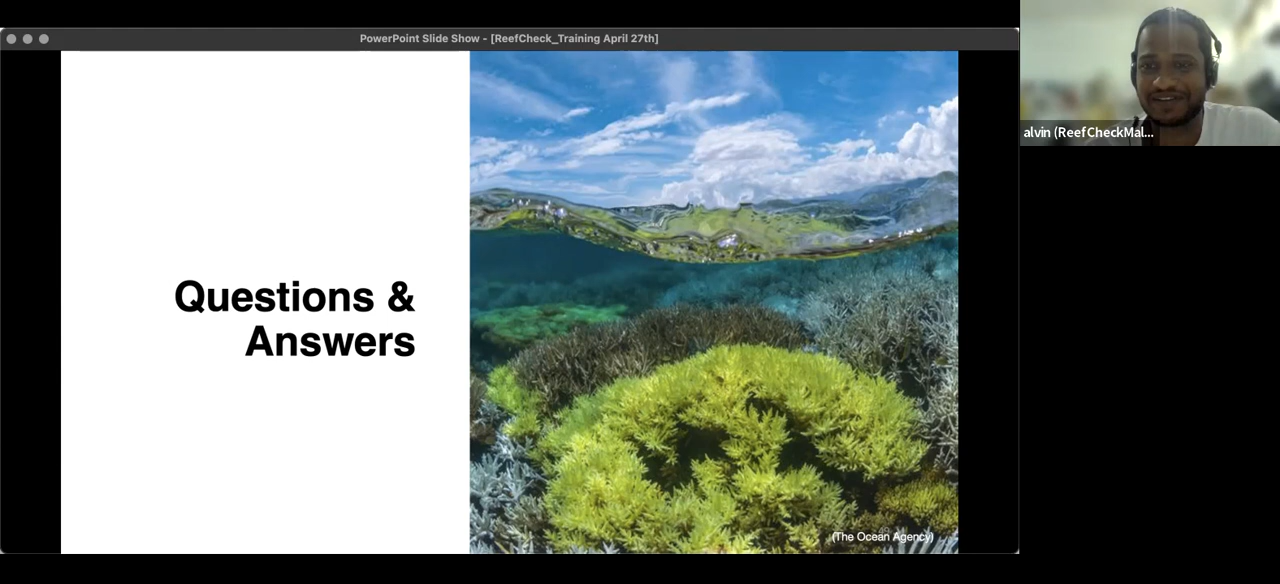 PowerPoint Slide Show - [ReefCheck_Training April 27th]
alvin (ReefCheckMal...
Questions &
Answers
(The Ocean Agency)